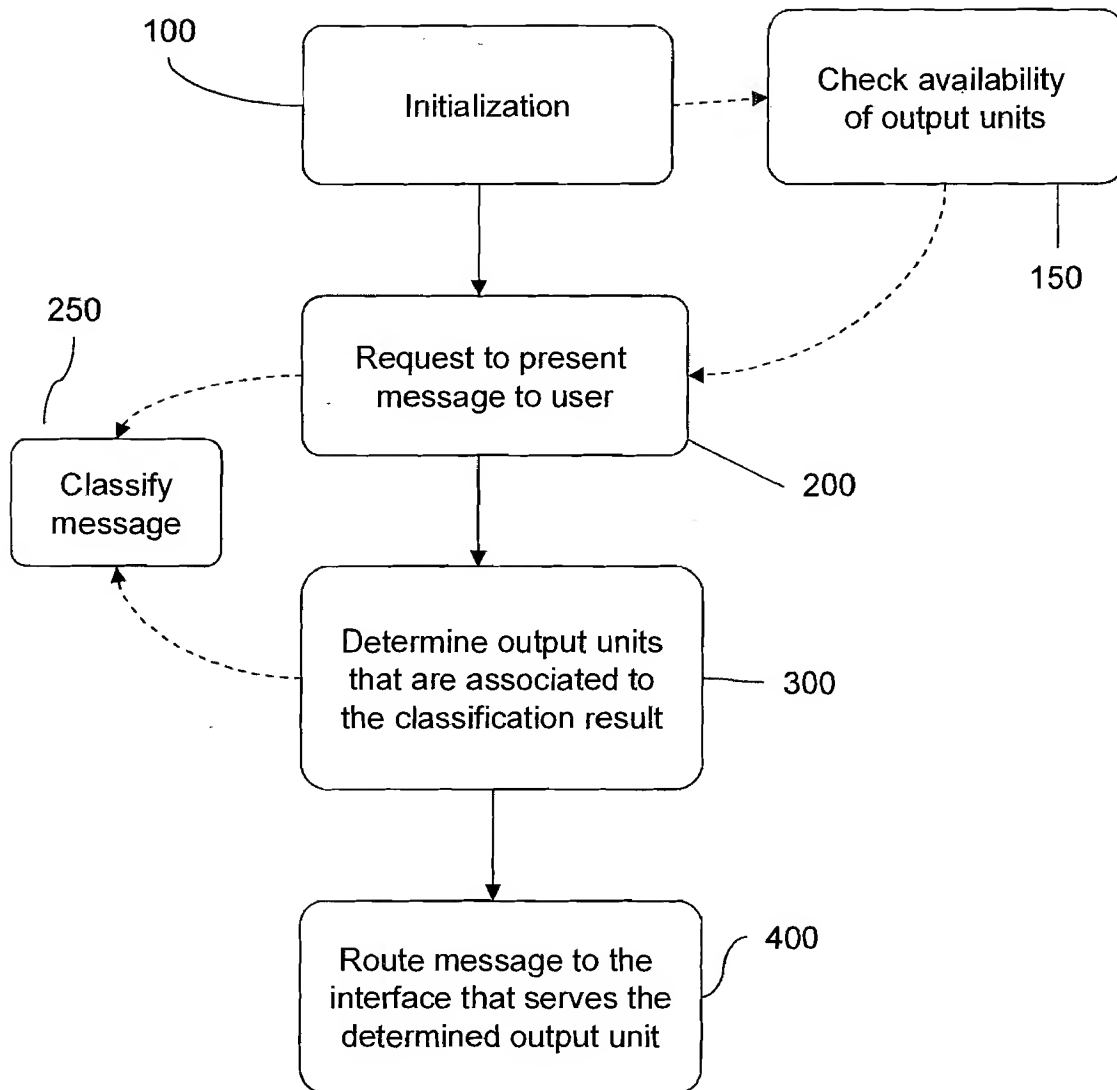 100
Initialization
Check availability
of output units
150
250
Request to present
message to user
200
Classify
message
Determine output units
that are associated to
the classification result
300
Route message to the
interface that serves the
determined output unit
400